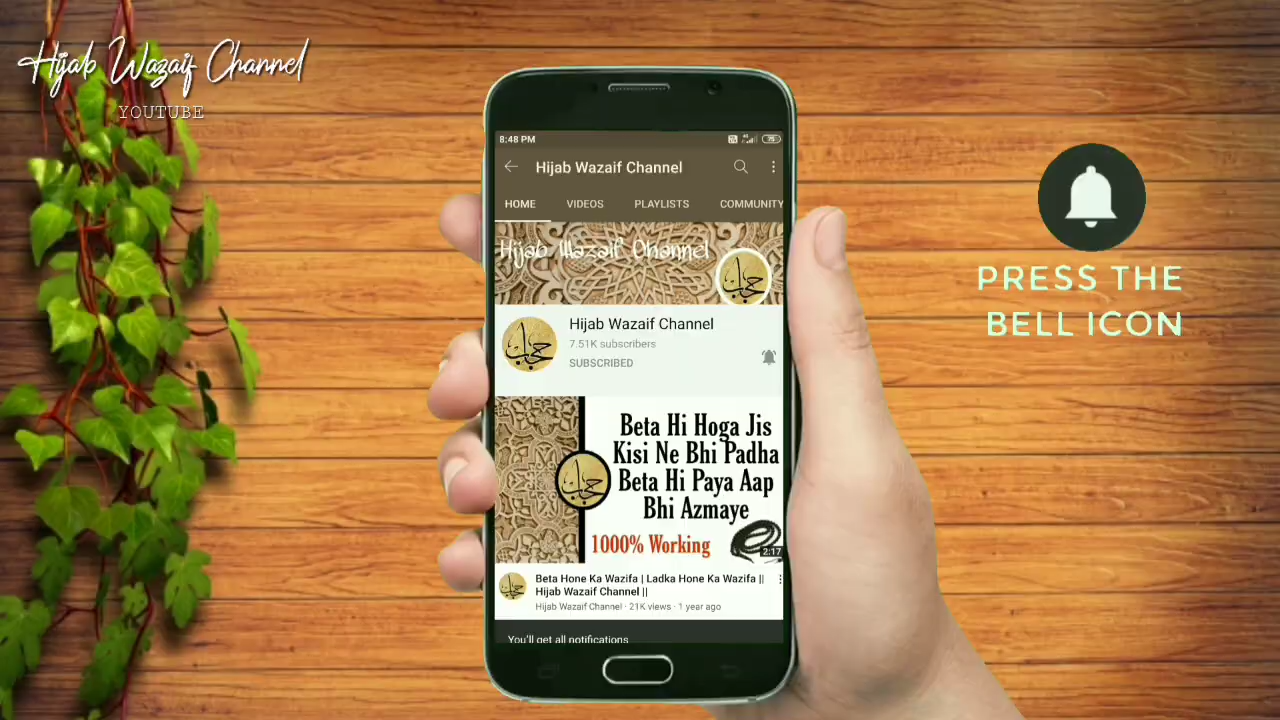 Hijab Wazaif Channel
YOUTUBE
8:48 PM
Hijab Wazaif Channel
HOME VIDEOS PLAYLISTS COMMUNITY
Hijab Wazaif Channel
حجاب
حجاب
Hijab Wazaif Channel
7.51K subscribers
SUBSCRIBED
Beta Hi Hoga Jis
Kisi Ne Bhi Padha
Beta Hi Paya Aap
Bhi Azmaye
حجاب
1000% Working
2:17
Beta Hone Ka Wazifa | Ladka Hone Ka Wazifa ||
Hijab Wazaif Channel ||
Hijab Wazaif Channel · 21K views · 1 year ago
You'll get all notifications
PRESS THE
BELL ICON